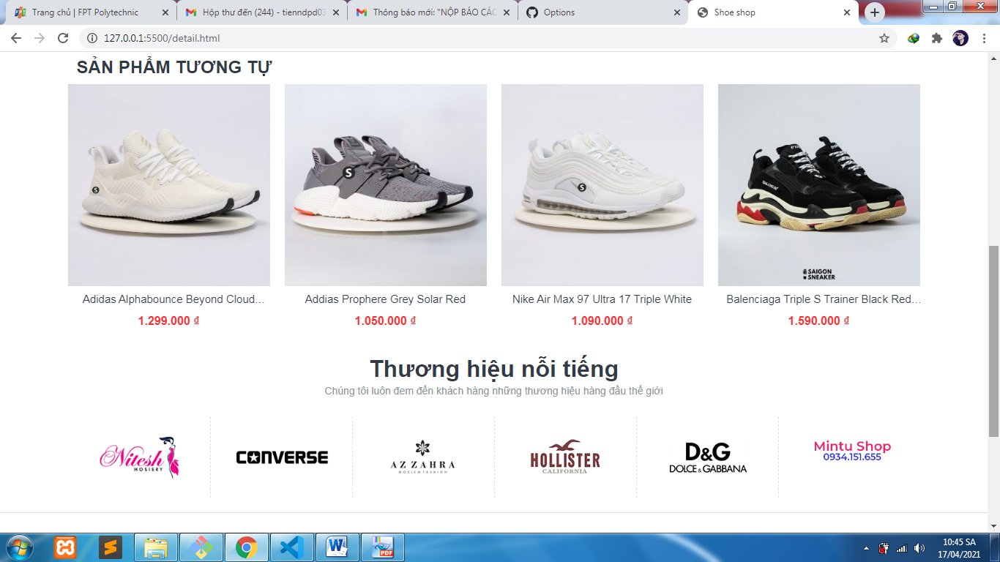 Trang chủ | FPT Polytechnic
Hộp thư đến (244) - tienndpd03
Thông báo mới: "NỘP BÁO CÁC
Options
Shoe shop
127.0.0.1:5500/detail.html
SẢN PHẨM TƯƠNG TỰ
S
S
S
BALENCIAGA
SAIGON
SNEAKER
Adidas Alphabounce Beyond Cloud…
Addias Prophere Grey Solar Red
Nike Air Max 97 Ultra 17 Triple White
Balenciaga Triple S Trainer Black Red…
1.299.000 ₫
1.050.000 ₫
1.090.000 ₫
1.590.000 ₫
Thương hiệu nỗi tiếng
Chúng tôi luôn đem đến khách hàng những thương hiệu hàng đầu thế giới
Nitesh
HOSIERY
CONVERSE
AZZAHRA
MOSLEM FASHION
HOLLISTER
CALIFORNIA
D&G
DOLCE & GABBANA
Mintu Shop
0934.151.655
W
PDF
10:45 SA
17/04/2021